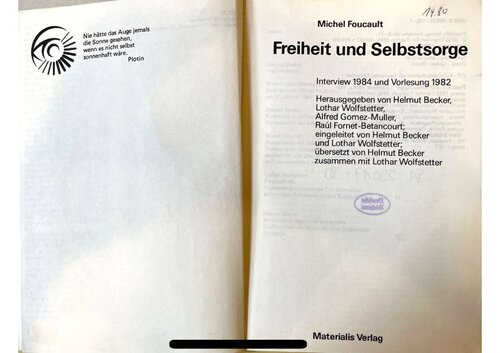 Nie hätte das Auge jemals
die Sonne gesehen,
wenn es nicht selbst
sonnenhaft wäre.
Plotin
14.80
Michel Foucault
Freiheit und Selbstsorge
Interview 1984 und Vorlesung 1982
Herausgegeben von Helmut Becker,
Lothar Wolfstetter,
Alfred Gomez-Muller,
Raúl Fornet-Betancourt;
eingeleitet von Helmut Becker
und Lothar Wolfstetter;
übersetzt von Helmut Becker
zusammen mit Lothar Wolfstetter
Materialis Verlag